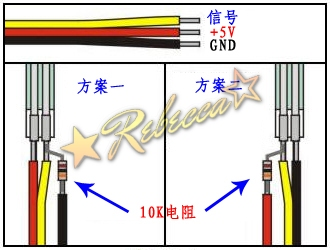 信号
+5V
GND
方案一
方案二
Rebecca
10K电阻